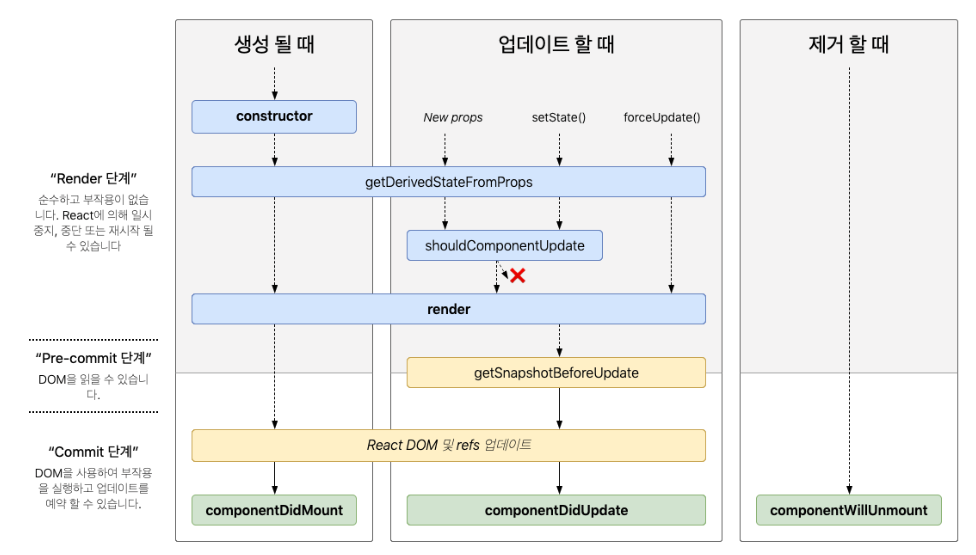 생성 될 때
업데이트 할 때
제거 할 때
constructor
New props
setState()
forceUpdate()
“Render 단계”
순수하고 부작용이 없습
니다. React에 의해 일시
중지, 중단 또는 재시작 될
수 있습니다
getDerivedStateFromProps
shouldComponentUpdate
render
“Pre-commit 단계”
DOM을 읽을 수 있습니
다.
getSnapshotBeforeUpdate
“Commit 단계”
DOM을 사용하여 부작용
을 실행하고 업데이트를
예약 할 수 있습니다.
React DOM 및 refs 업데이트
componentDidMount
componentDidUpdate
componentWillUnmount